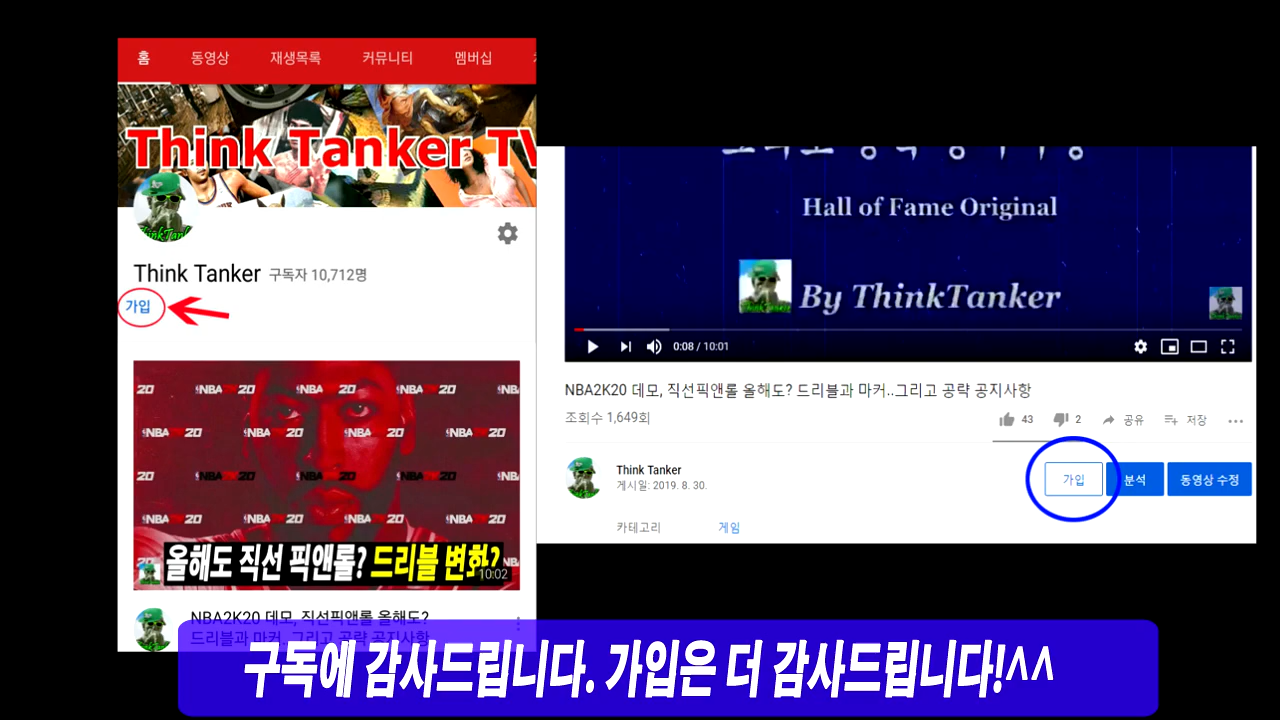 홈 동영상 재생목록 커뮤니티 멤버십
Think Tanker TV
Think Tanker 구독자 10,712명
가입
NBA2K20
올해도 직선 픽앤롤? 드리블 변화?
10:02
NBA2K20 데모, 직선픽앤롤 올해도?
드리블과 마커..그리고 공략 공지사항
Hall of Fame Original
By ThinkTanker
0:08 / 10:01
NBA2K20 데모, 직선픽앤롤 올해도? 드리블과 마커..그리고 공략 공지사항
조회수 1,649회
43 2 공유 저장
Think Tanker
게시일: 2019. 8. 30.
가입 분석 동영상 수정
카테고리 게임
구독에 감사드립니다. 가입은 더 감사드립니다!^^